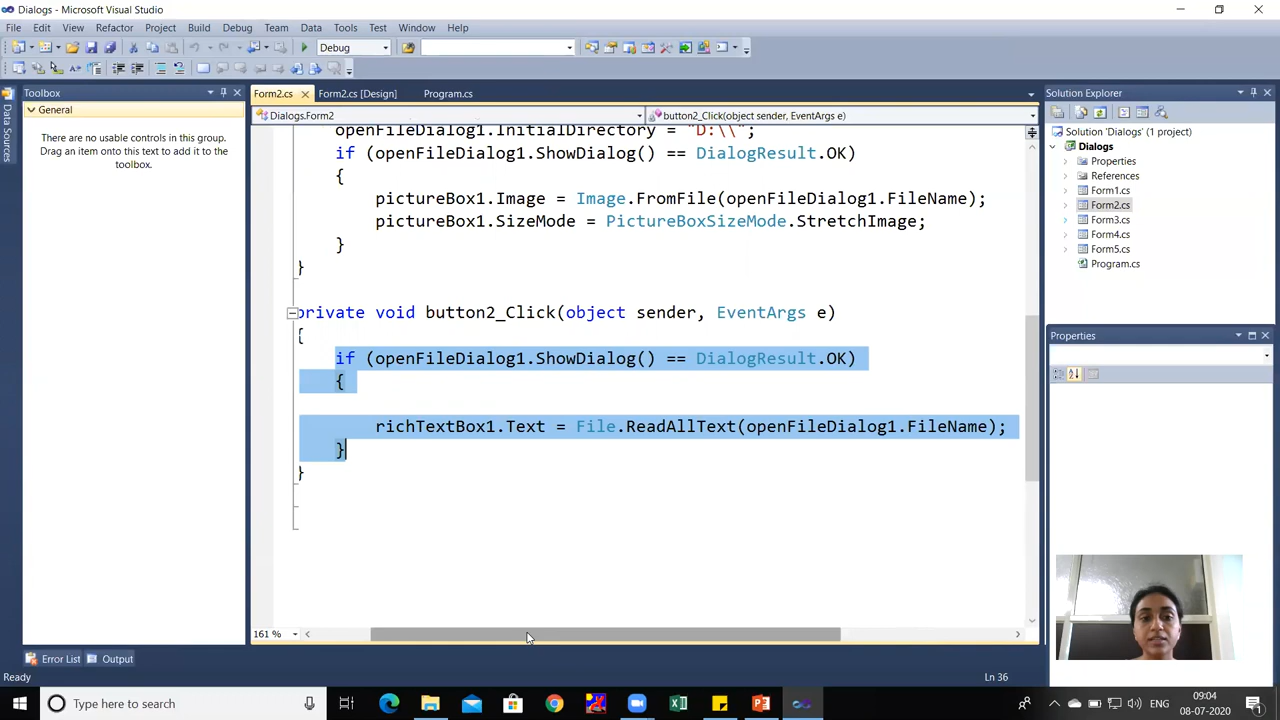 Dialogs - Microsoft Visual Studio
File Edit View Refactor Project Build Debug Team Data Tools Test Window Help
Debug
Toolbox
General
There are no usable controls in this group.
Drag an item onto this text to add it to the
toolbox.
Data Sources
Form2.cs Form2.cs [Design] Program.cs
Dialogs.Form2 button2_Click(object sender, EventArgs e)
openFileDialog1.InitialDirectory = "D:\\";
if (openFileDialog1.ShowDialog() == DialogResult.OK)
{
pictureBox1.Image = Image.FromFile(openFileDialog1.FileName);
pictureBox1.SizeMode = PictureBoxSizeMode.StretchImage;
}
}
private void button2_Click(object sender, EventArgs e)
{
if (openFileDialog1.ShowDialog() == DialogResult.OK)
{
richTextBox1.Text = File.ReadAllText(openFileDialog1.FileName);
}
}
161 %
Solution Explorer
Solution 'Dialogs' (1 project)
Dialogs
Properties
References
Form1.cs
Form2.cs
Form3.cs
Form4.cs
Form5.cs
Program.cs
Properties
Error List Output
Ready Ln 36
Type here to search
09:04
08-07-2020